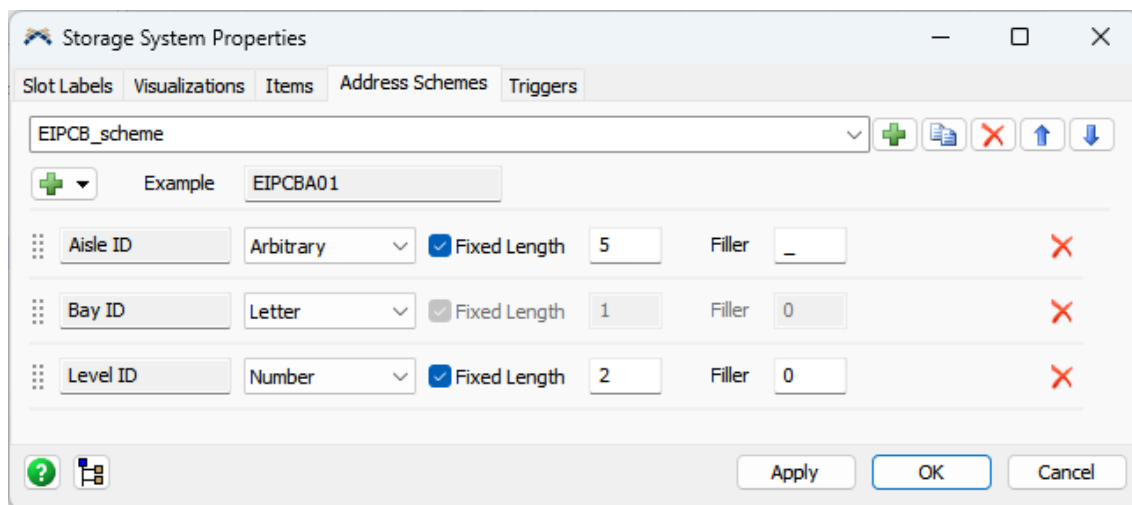 Storage System Properties
Slot Labels Visualizations Items Address Schemes Triggers
EIPCB_scheme
Example EIPCBA01
Aisle ID Arbitrary Fixed Length 5 Filler _
Bay ID Letter Fixed Length 1 Filler 0
Level ID Number Fixed Length 2 Filler 0
Apply OK Cancel